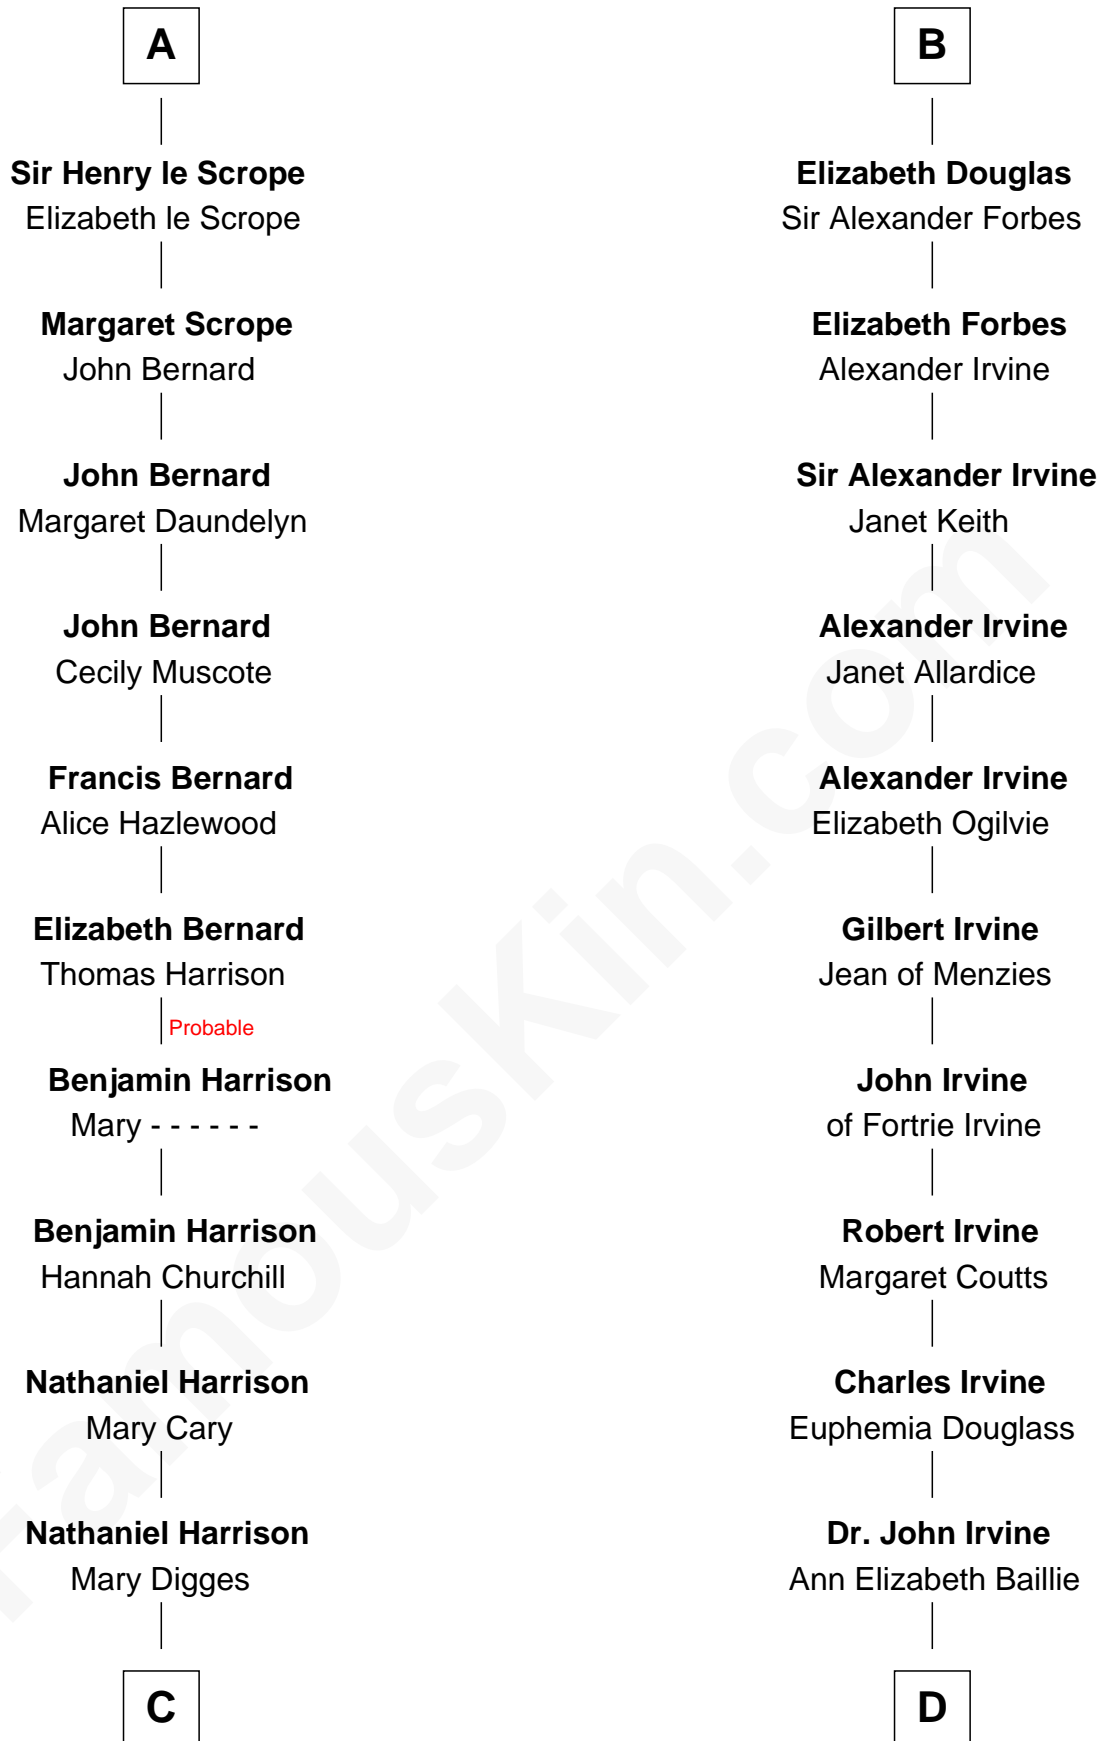 A
Sir Henry le Scrope
Elizabeth le Scrope
Margaret Scrope
John Bernard
John Bernard
Margaret Daundelyn
John Bernard
Cecily Muscote
Francis Bernard
Alice Hazlewood
Elizabeth Bernard
Thomas Harrison
Probable
Benjamin Harrison
Mary - - - - - -
Benjamin Harrison
Hannah Churchill
Nathaniel Harrison
Mary Cary
Nathaniel Harrison
Mary Digges
C
B
Elizabeth Douglas
Sir Alexander Forbes
Elizabeth Forbes
Alexander Irvine
Sir Alexander Irvine
Janet Keith
Alexander Irvine
Janet Allardice
Alexander Irvine
Elizabeth Ogilvie
Gilbert Irvine
Jean of Menzies
John Irvine
of Fortrie Irvine
Robert Irvine
Margaret Coutts
Charles Irvine
Euphemia Douglass
Dr. John Irvine
Ann Elizabeth Baillie
D
FamousKin.com